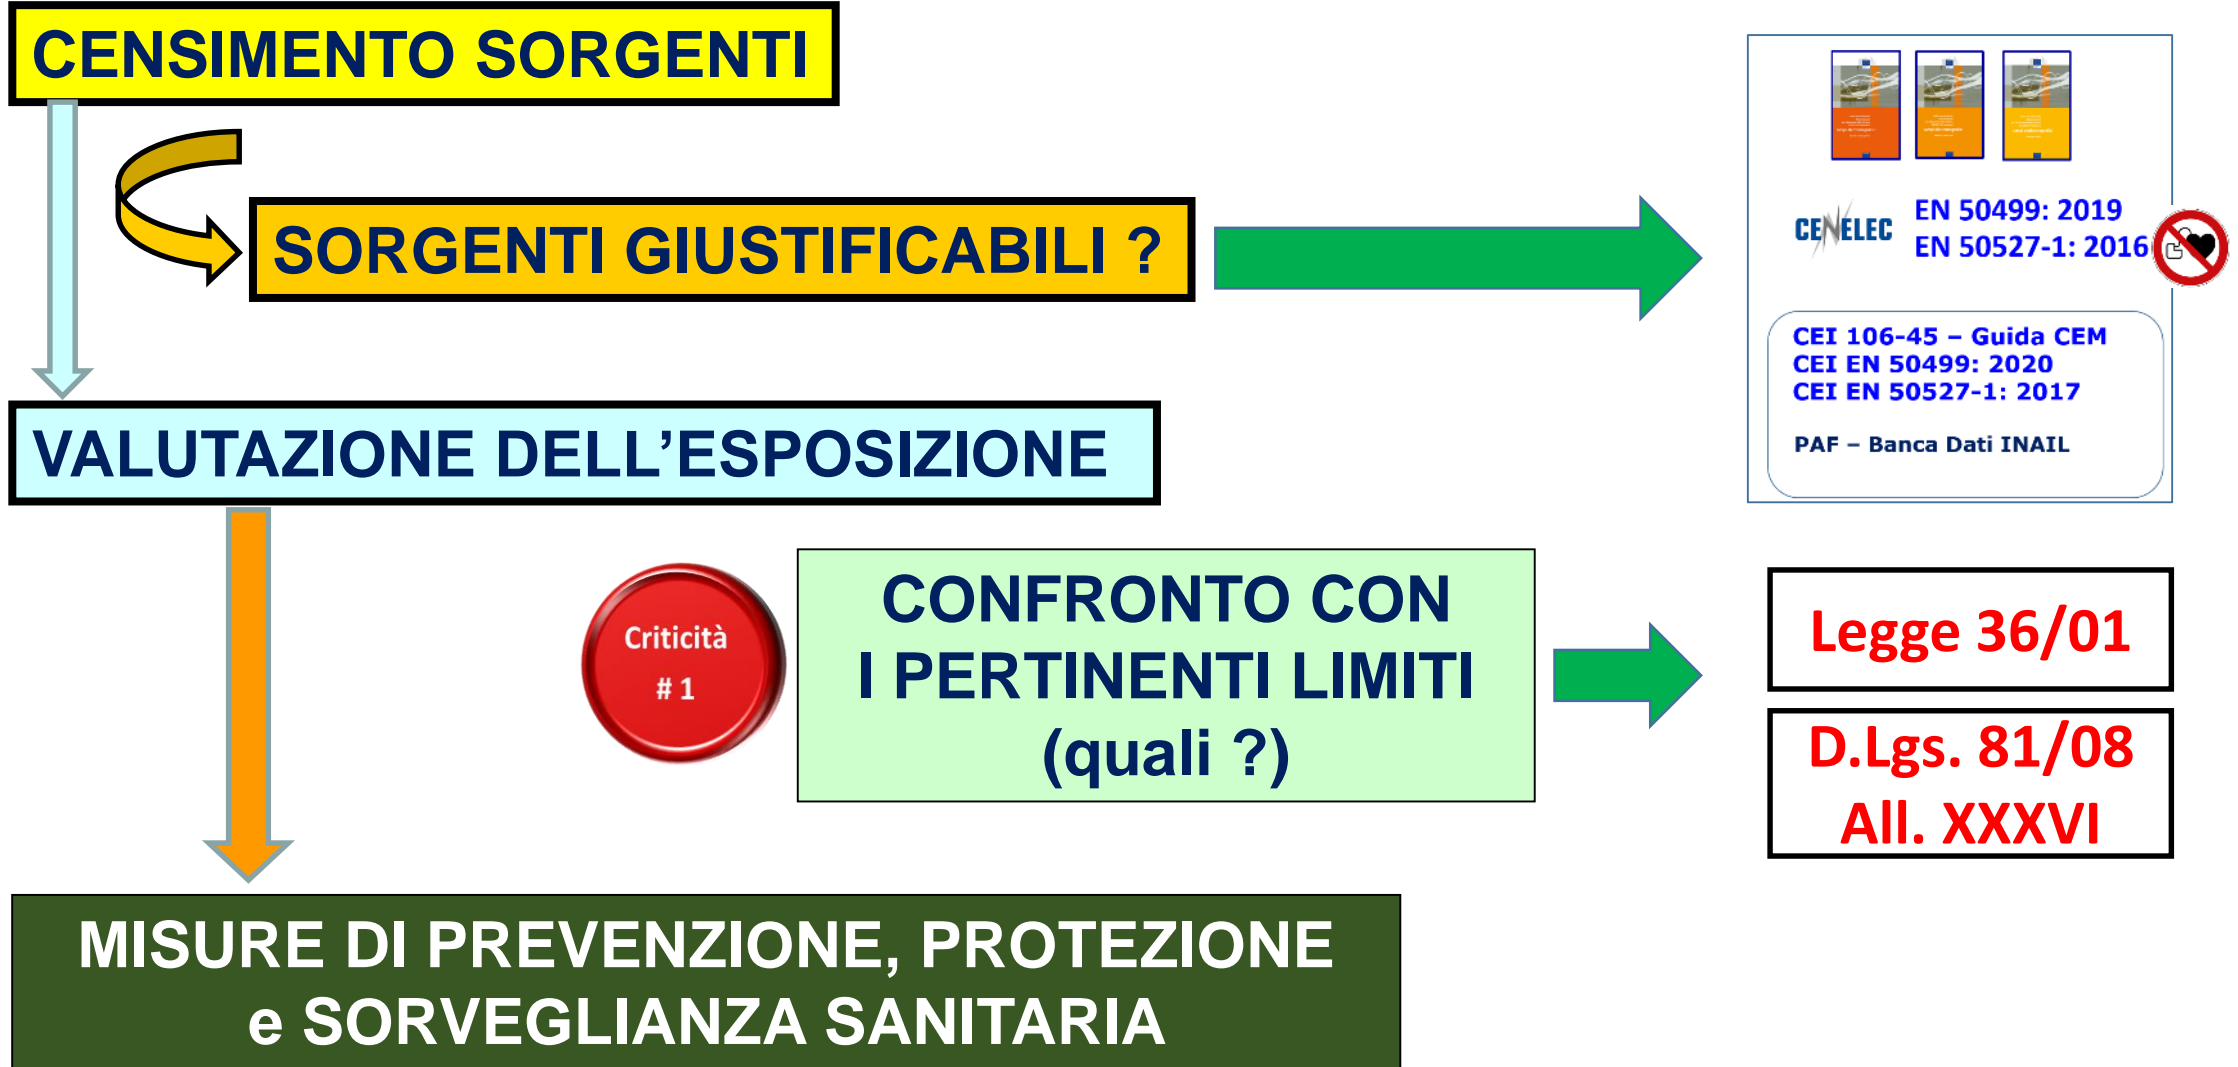 CENSIMENTO SORGENTI
SORGENTI GIUSTIFICABILI ?
CENELEC
EN 50499: 2019
EN 50527-1: 2016
CEI 106-45 – Guida CEM
CEI EN 50499: 2020
CEI EN 50527-1: 2017
PAF – Banca Dati INAIL
VALUTAZIONE DELL’ESPOSIZIONE
Criticità
# 1
CONFRONTO CON
I PERTINENTI LIMITI
(quali ?)
Legge 36/01
D.Lgs. 81/08
All. XXXVI
MISURE DI PREVENZIONE, PROTEZIONE
e SORVEGLIANZA SANITARIA